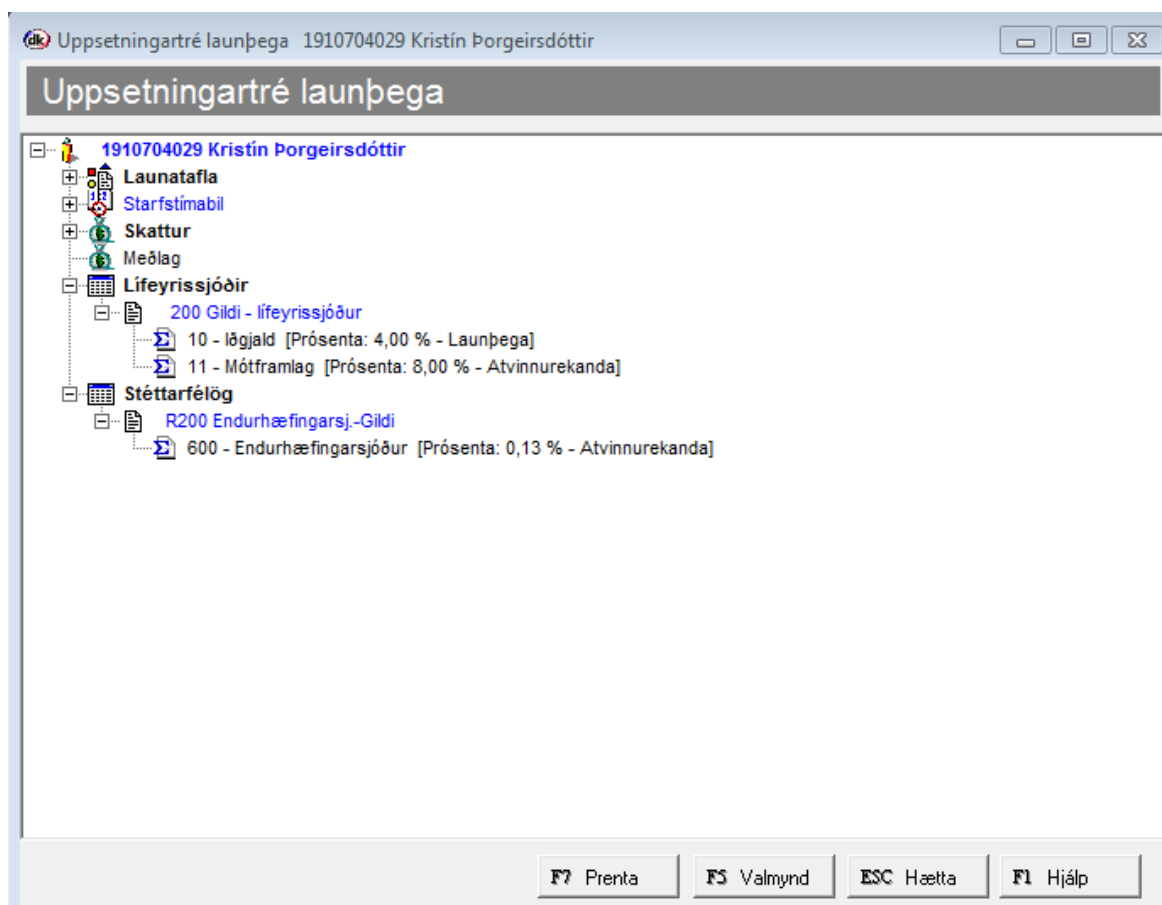 dk Uppsetningartré launþega 1910704029 Kristín Þorgeirsdóttir
Uppsetningartré launþega
1910704029 Kristín Þorgeirsdóttir
Launatafla
Starfstímabil
Skattur
Meðlag
Lífeyrissjóðir
200 Gildi - lífeyrissjóður
10 - Iðgjald [Prósenta: 4,00 % - Launþega]
11 - Mótframlag [Prósenta: 8,00 % - Atvinnurekanda]
Stéttarfélög
R200 Endurhæfingarsj.-Gildi
600 - Endurhæfingarsjóður [Prósenta: 0,13 % - Atvinnurekanda]
F7 Prenta F5 Valmynd ESC Hætta F1 Hjálp